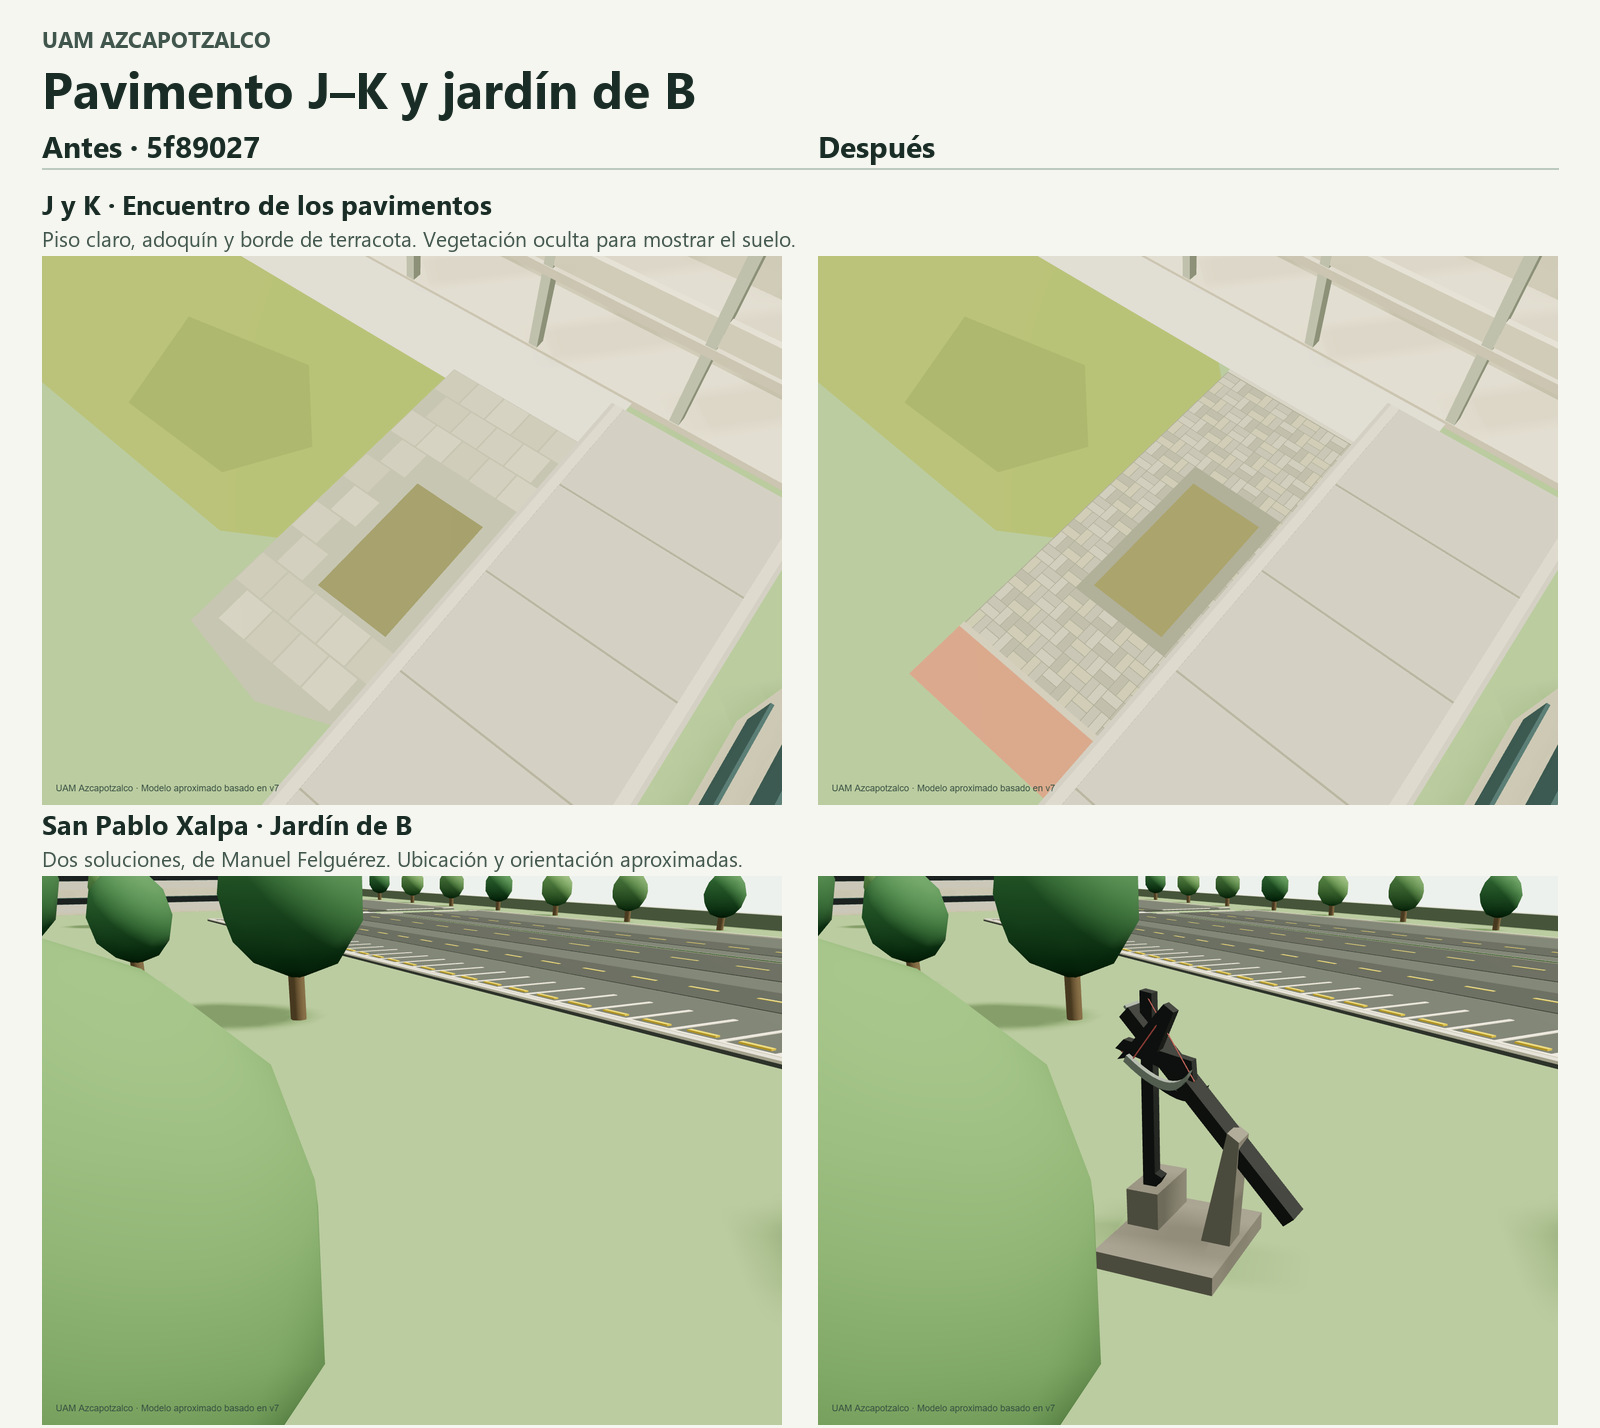 UAM AZCAPOTZALCO
Pavimento J–K y jardín de B
Antes · 5f89027
Después
J y K · Encuentro de los pavimentos
Piso claro, adoquín y borde de terracota. Vegetación oculta para mostrar el suelo.
UAM Azcapotzalco · Modelo aproximado basado en v7
UAM Azcapotzalco · Modelo aproximado basado en v7
San Pablo Xalpa · Jardín de B
Dos soluciones, de Manuel Felguérez. Ubicación y orientación aproximadas.
UAM Azcapotzalco · Modelo aproximado basado en v7
UAM Azcapotzalco · Modelo aproximado basado en v7